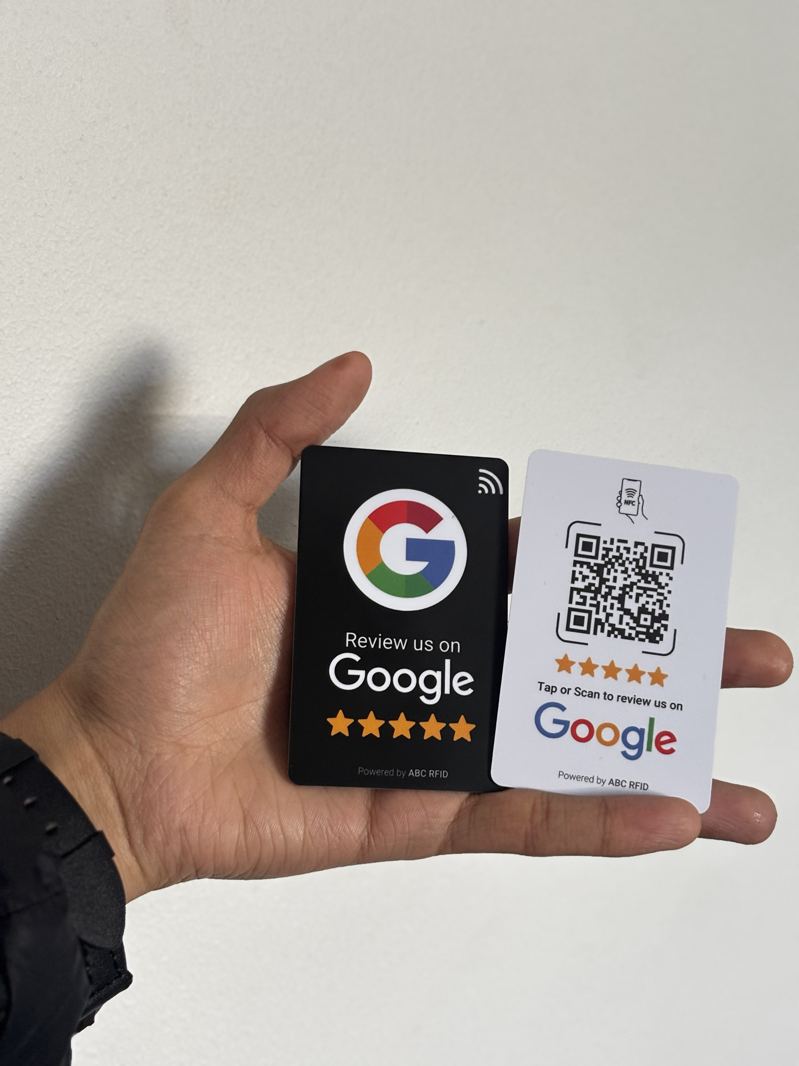 Review us on
Google
Powered by ABC RFID
NFC
Tap or Scan to review us on
Google
Powered by ABC RFID